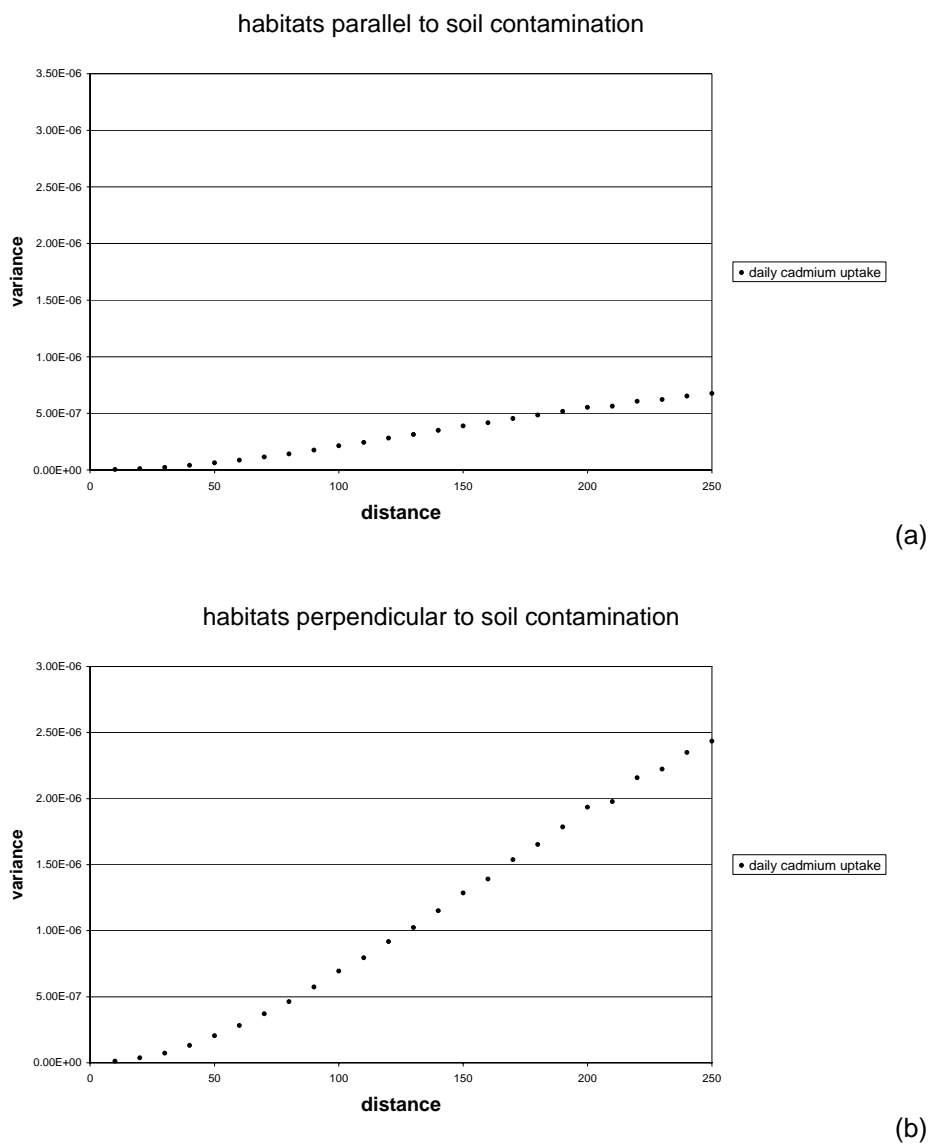 habitats parallel to soil contamination
3.50E-06
3.00E-06
2.50E-06
2.00E-06
1.50E-06
1.00E-06
5.00E-07
0.00E+00
variance
0 50 100 150 200 250
distance
• daily cadmium uptake
(a)
habitats perpendicular to soil contamination
3.00E-06
2.50E-06
2.00E-06
1.50E-06
1.00E-06
5.00E-07
0.00E+00
variance
0 50 100 150 200 250
distance
• daily cadmium uptake
(b)